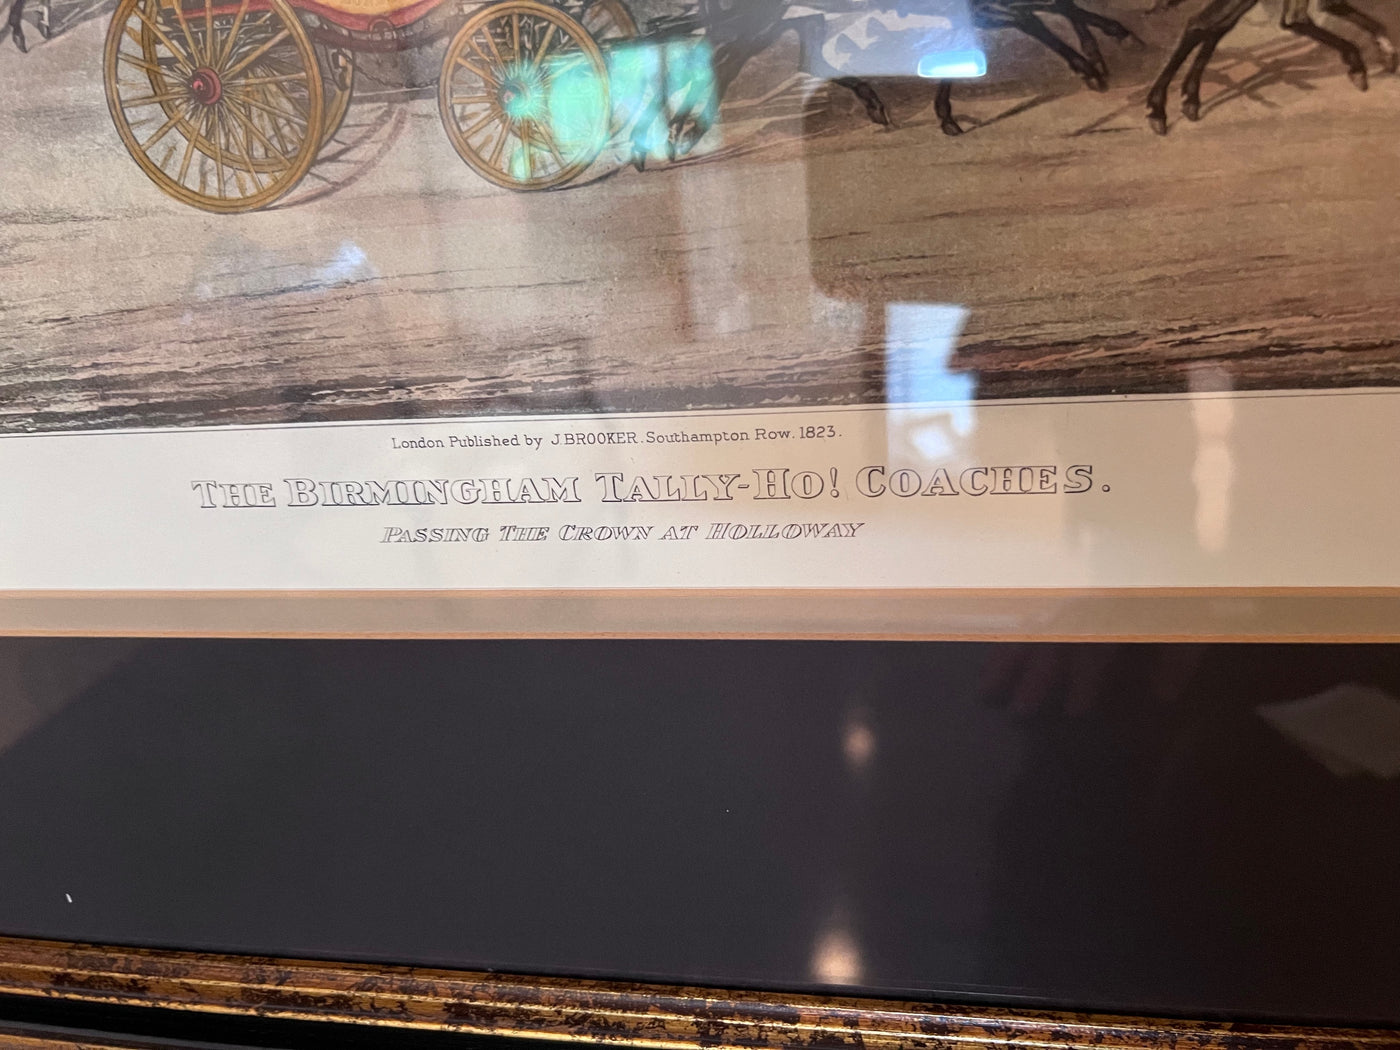 London Published by J. BROOKER. Southampton Row. 1823.
THE BIRMINGHAM TALLY-HO! COACHES.
PASSING THE CROWN AT HOLLOWAY